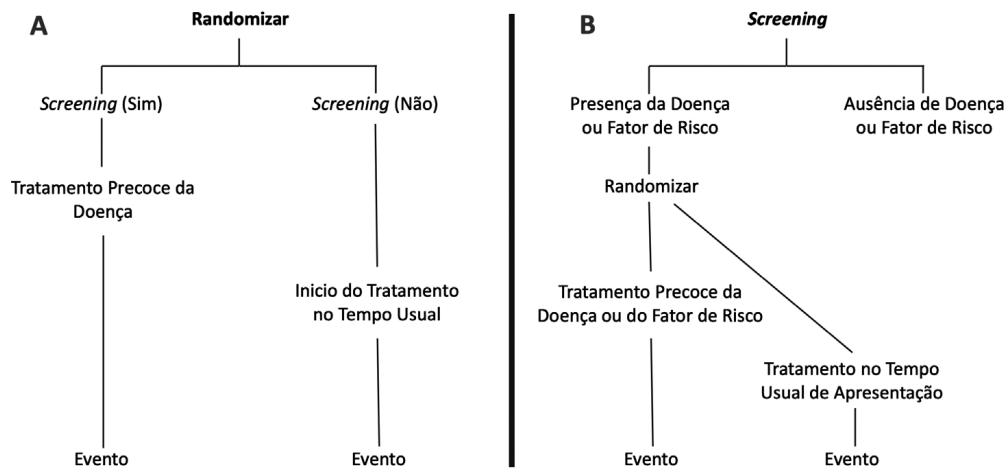 A
Randomizar
Screening (Sim)
Screening (Não)
Tratamento Precoce da
Doença
Inicio do Tratamento
no Tempo Usual
Evento
Evento
B
Screening
Presença da Doença
ou Fator de Risco
Ausência de Doença
ou Fator de Risco
Randomizar
Tratamento Precoce da
Doença ou do Fator de Risco
Tratamento no Tempo
Usual de Apresentação
Evento
Evento